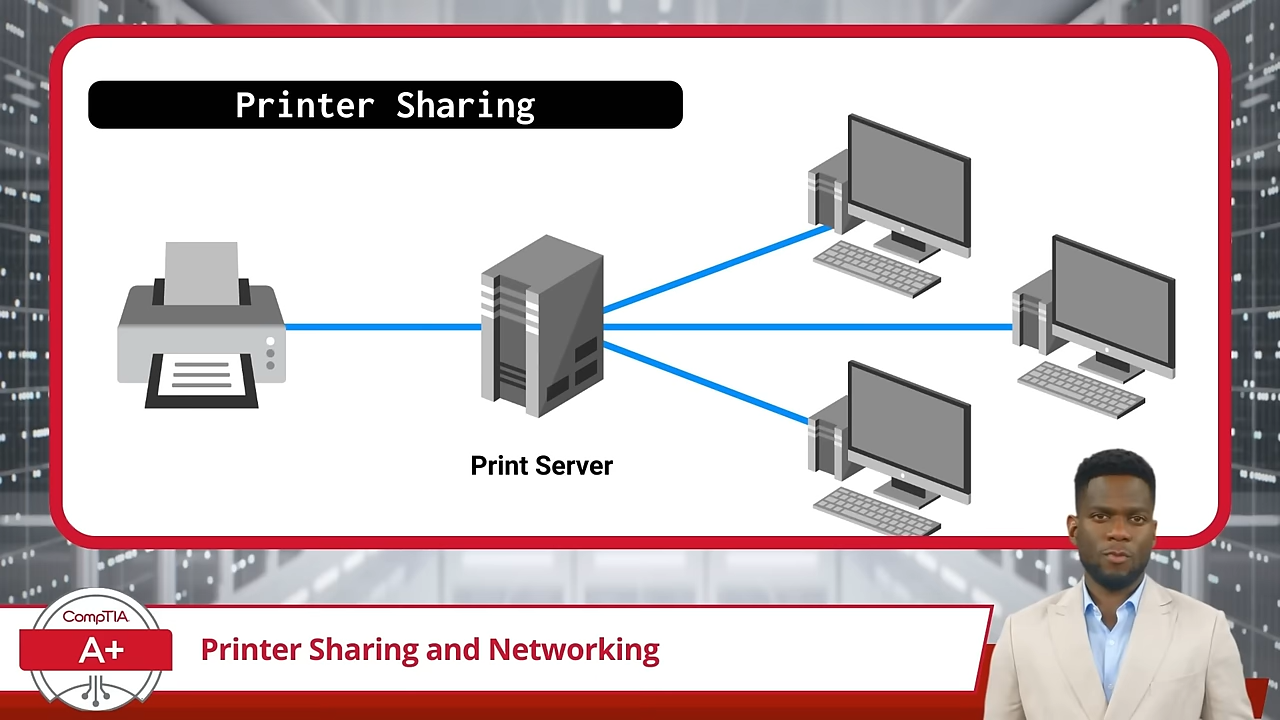 Printer Sharing
Print Server
CompTIA
A+
Printer Sharing and Networking